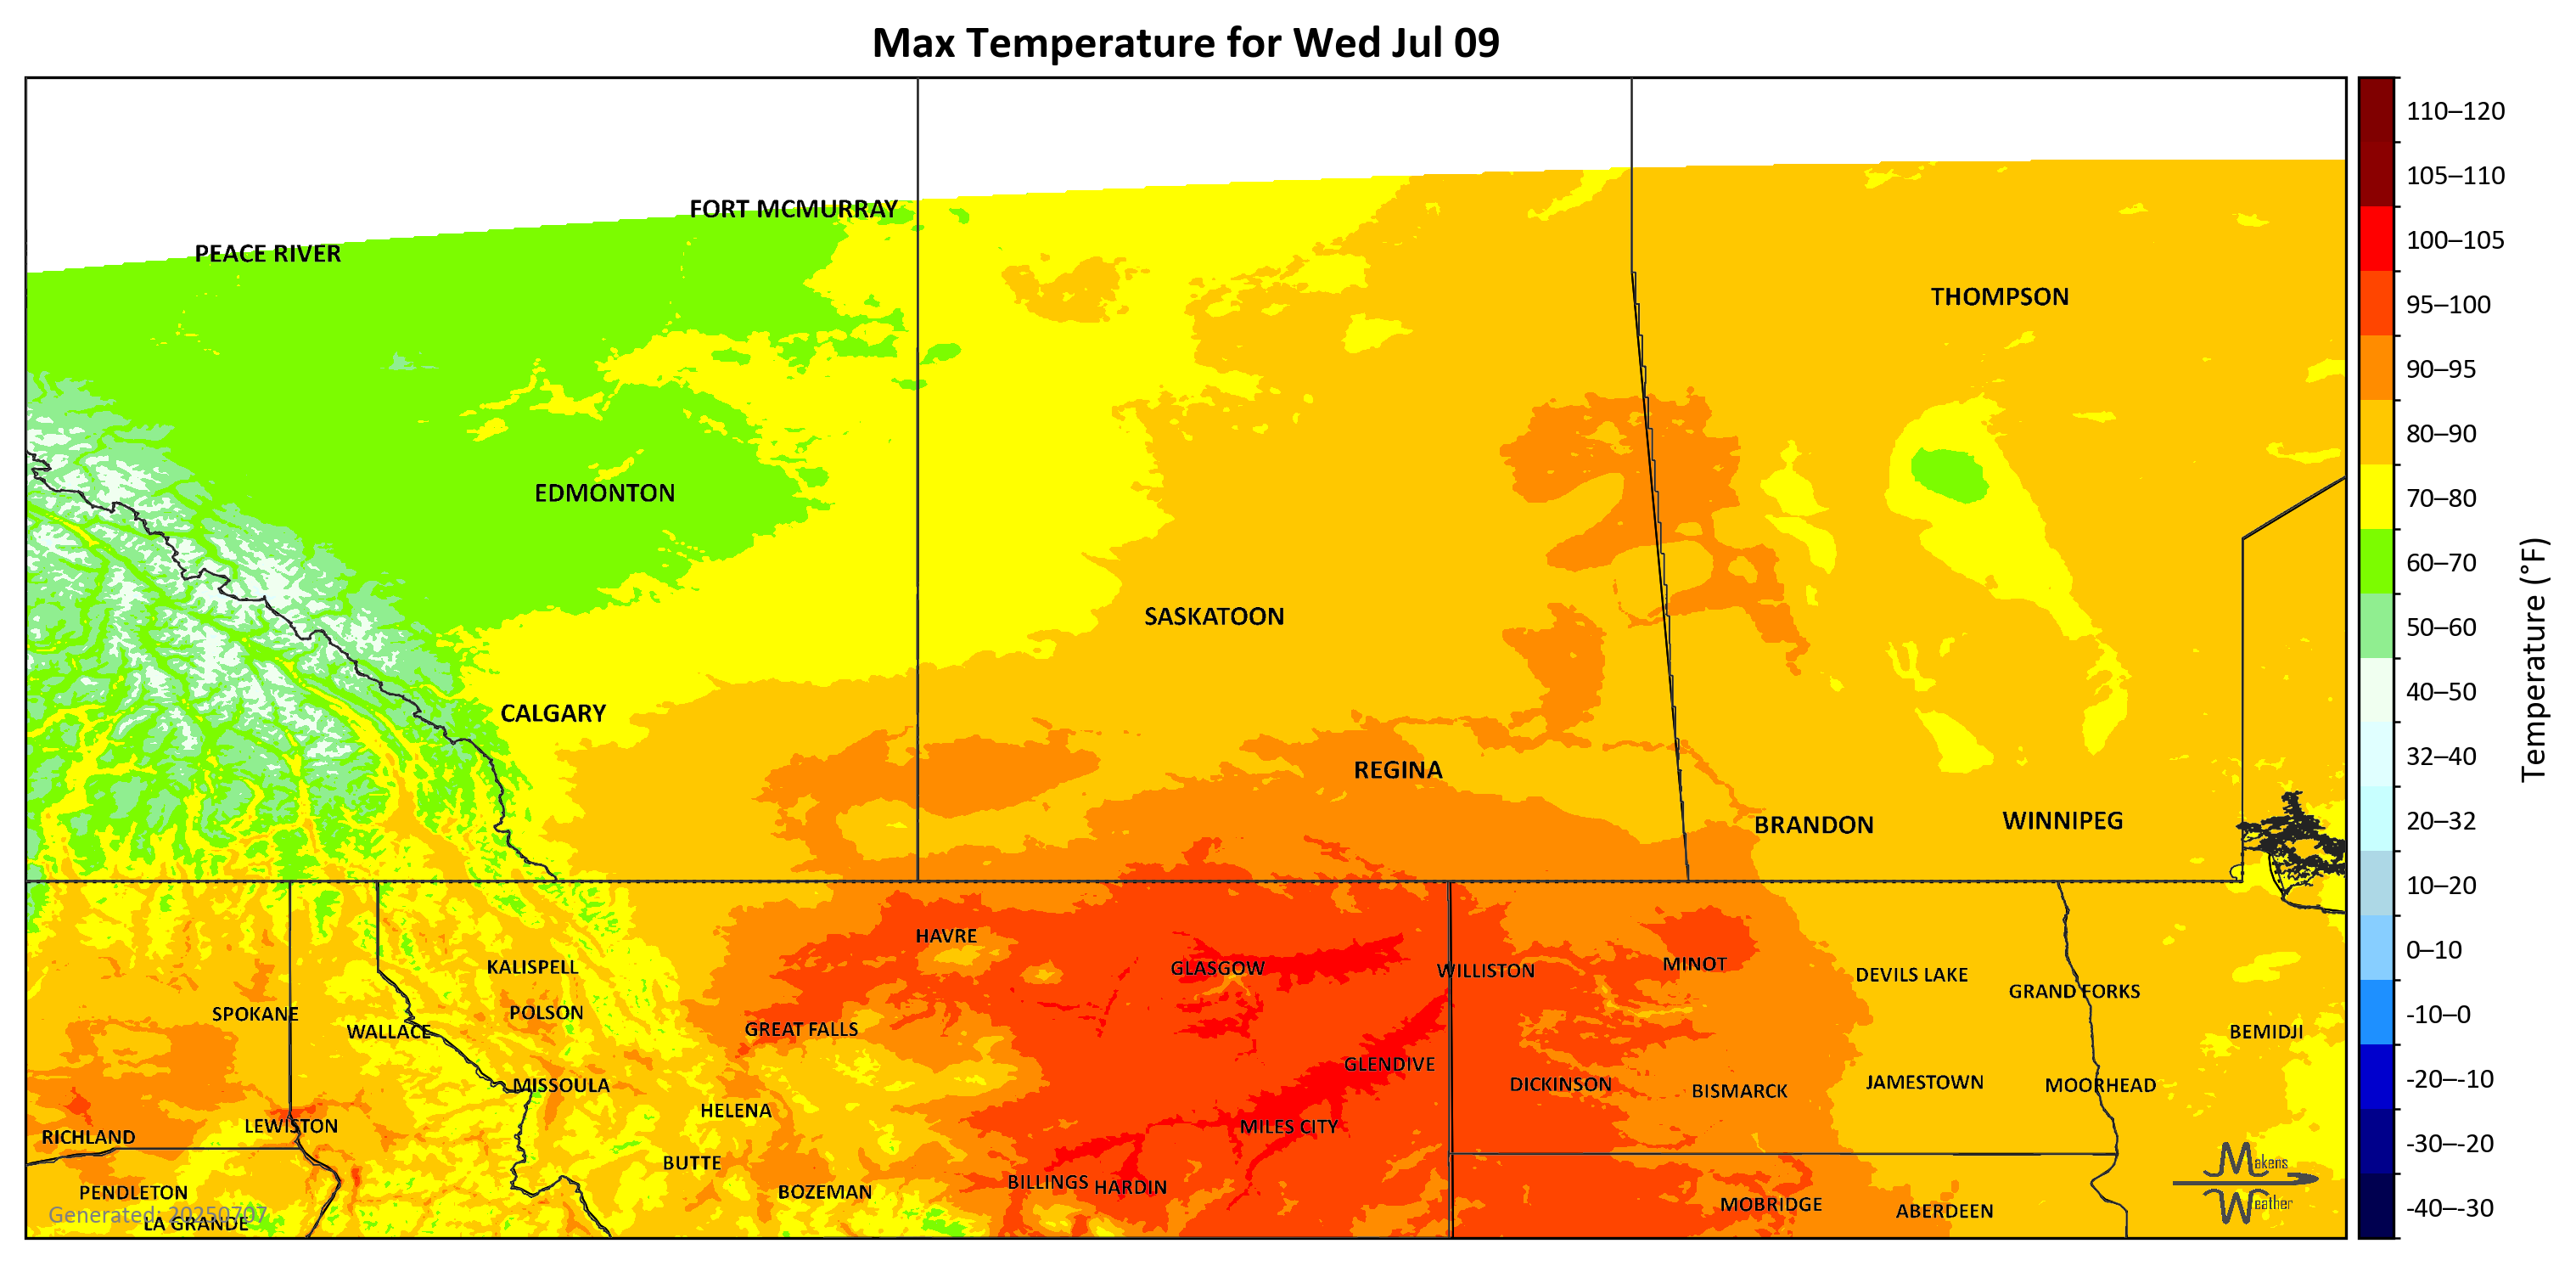 Max Temperature for Wed Jul 09
FORT MCMURRAY
PEACE RIVER
THOMPSON
EDMONTON
SASKATOON
CALGARY
REGINA
BRANDON
WINNIPEG
HAVRE
KALISPELL
GLASGOW
WILLISTON
MINOT
DEVILS LAKE
GRAND FORKS
SPOKANE
POLSON
WALLACE
GREAT FALLS
BEMIDJI
GLENDIVE
MISSOULA
DICKINSON
BISMARCK
JAMESTOWN
MOORHEAD
HELENA
LEWISTON
MILES CITY
RICHLAND
BUTTE
BILLINGS
HARDIN
PENDLETON
BOZEMAN
MOBRIDGE
ABERDEEN
Generated: 20250707
LA GRANDE
Makens
Weather
110–120
105–110
100–105
95–100
90–95
80–90
70–80
60–70
50–60
40–50
32–40
20–32
10–20
0–10
-10–0
-20–-10
-30–-20
-40–-30
Temperature (°F)